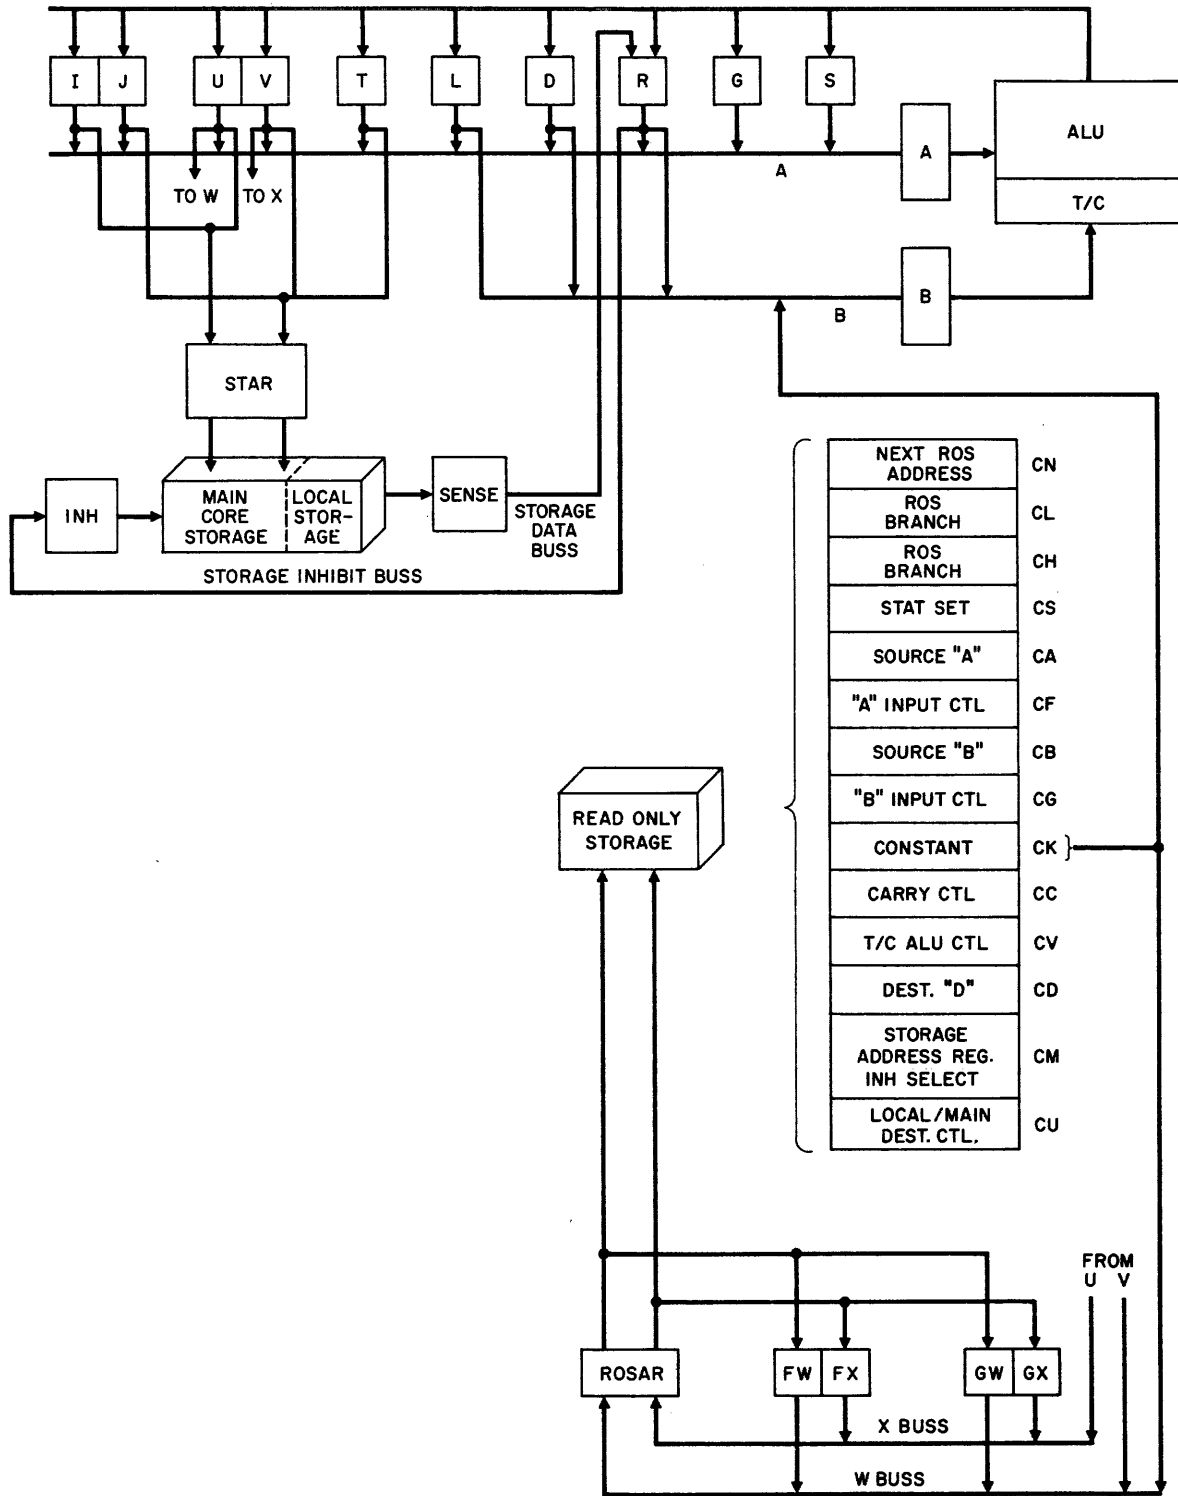 I J U V T L D R G S
ALU
A
T/C
A
TO W TO X
B
B
STAR
MAIN
CORE
STORAGE
LOCAL
STOR-
AGE
INH
SENSE
STORAGE
DATA
BUSS
STORAGE INHIBIT BUSS
NEXT ROS
ADDRESS
CN
ROS
BRANCH
CL
ROS
BRANCH
CH
STAT SET CS
SOURCE "A" CA
"A" INPUT CTL CF
SOURCE "B" CB
"B" INPUT CTL CG
CONSTANT CK
CARRY CTL CC
T/C ALU CTL CV
DEST. "D" CD
STORAGE
ADDRESS REG.
INH SELECT
CM
LOCAL/MAIN
DEST. CTL.
CU
READ ONLY
STORAGE
FROM
U V
ROSAR FW FX GW GX
X BUSS
W BUSS